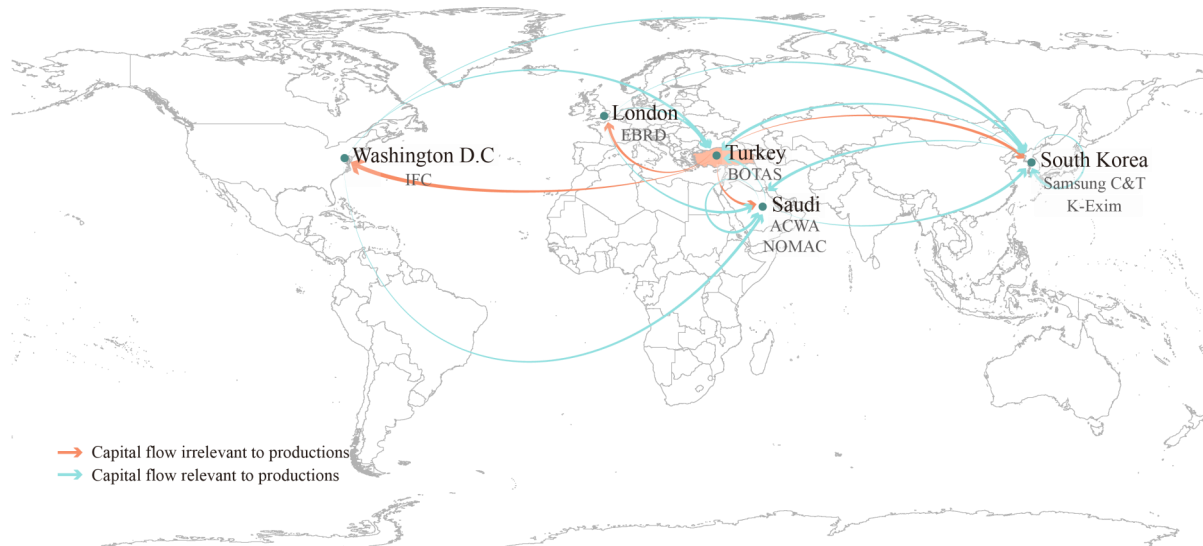 London
EBRD
Washington D.C
IFC
Turkey
BOTAS
South Korea
Samsung C&T
K-Exim
Saudi
ACWA
NOMAC
Capital flow irrelevant to productions
Capital flow relevant to productions